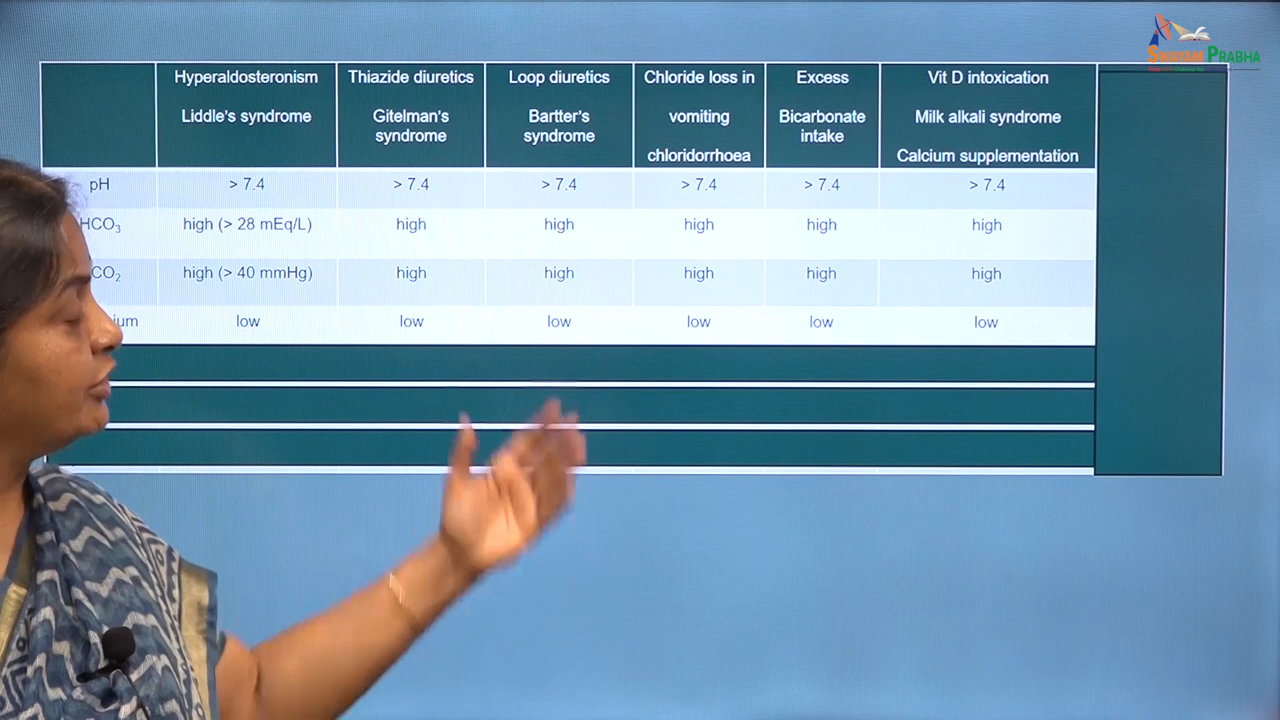 SWAYAM PRABHA
Hyperaldosteronism Thiazide diuretics Loop diuretics Chloride loss in Excess Vit D intoxication
Liddle's syndrome Gitelman's Bartter's vomiting Bicarbonate Milk alkali syndrome
syndrome syndrome intake
chloridorrhoea Calcium supplementation
pH > 7.4 > 7.4 > 7.4 > 7.4 > 7.4 > 7.4
HCO3 high (> 28 mEq/L) high high high high high
CO2 high (> 40 mmHg) high high high high high
ium low low low low low low